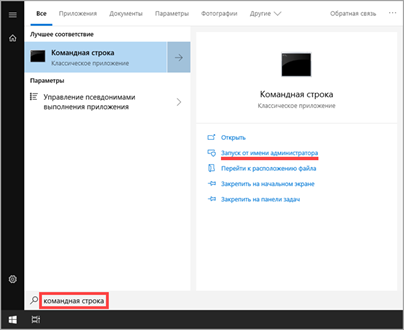 Все Приложения Документы Параметры Фотографии Другие Обратная связь ...
Лучшее соответствие
Командная строка
Классическое приложение
Параметры
Управление псевдонимами
выполнения приложения
Командная строка
Классическое приложение
Открыть
Запуск от имени администратора
Перейти к расположению файла
Закрепить на начальном экране
Закрепить на панели задач
командная строка